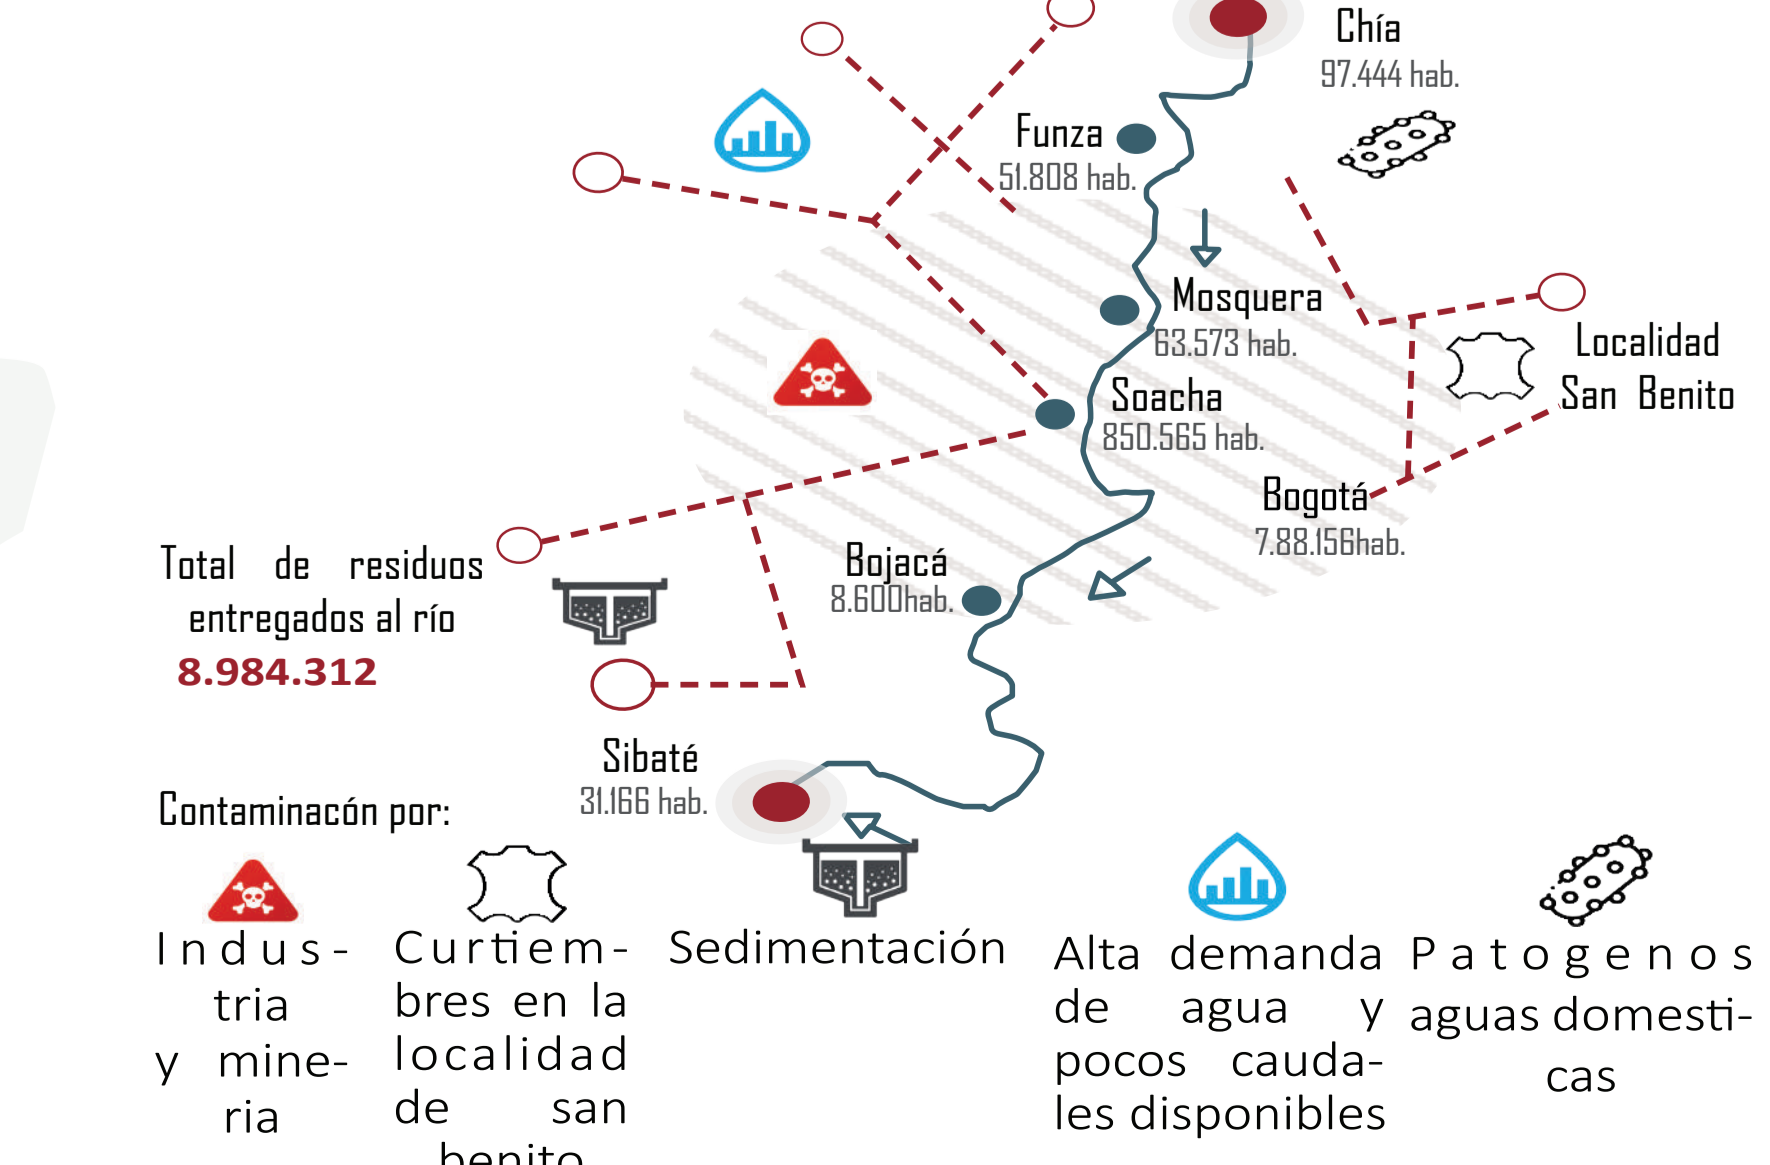 Chía
97.444 hab.
Funza
51.808 hab.
Mosquera
63.573 hab.
Localidad
San Benito
Soacha
850.565 hab.
Bogotá
7.88.156hab.
Bojacá
8.600hab.
Total de residuos
entregados al río
8.984.312
Sibaté
31.166 hab.
Contaminacón por:
Indus-
tria
y mine-
ria
Curtiem-
bres en la
localidad
de san
benito
Sedimentación
Alta demanda
de agua y
pocos cauda-
les disponibles
Patogenos
aguas domesti-
cas